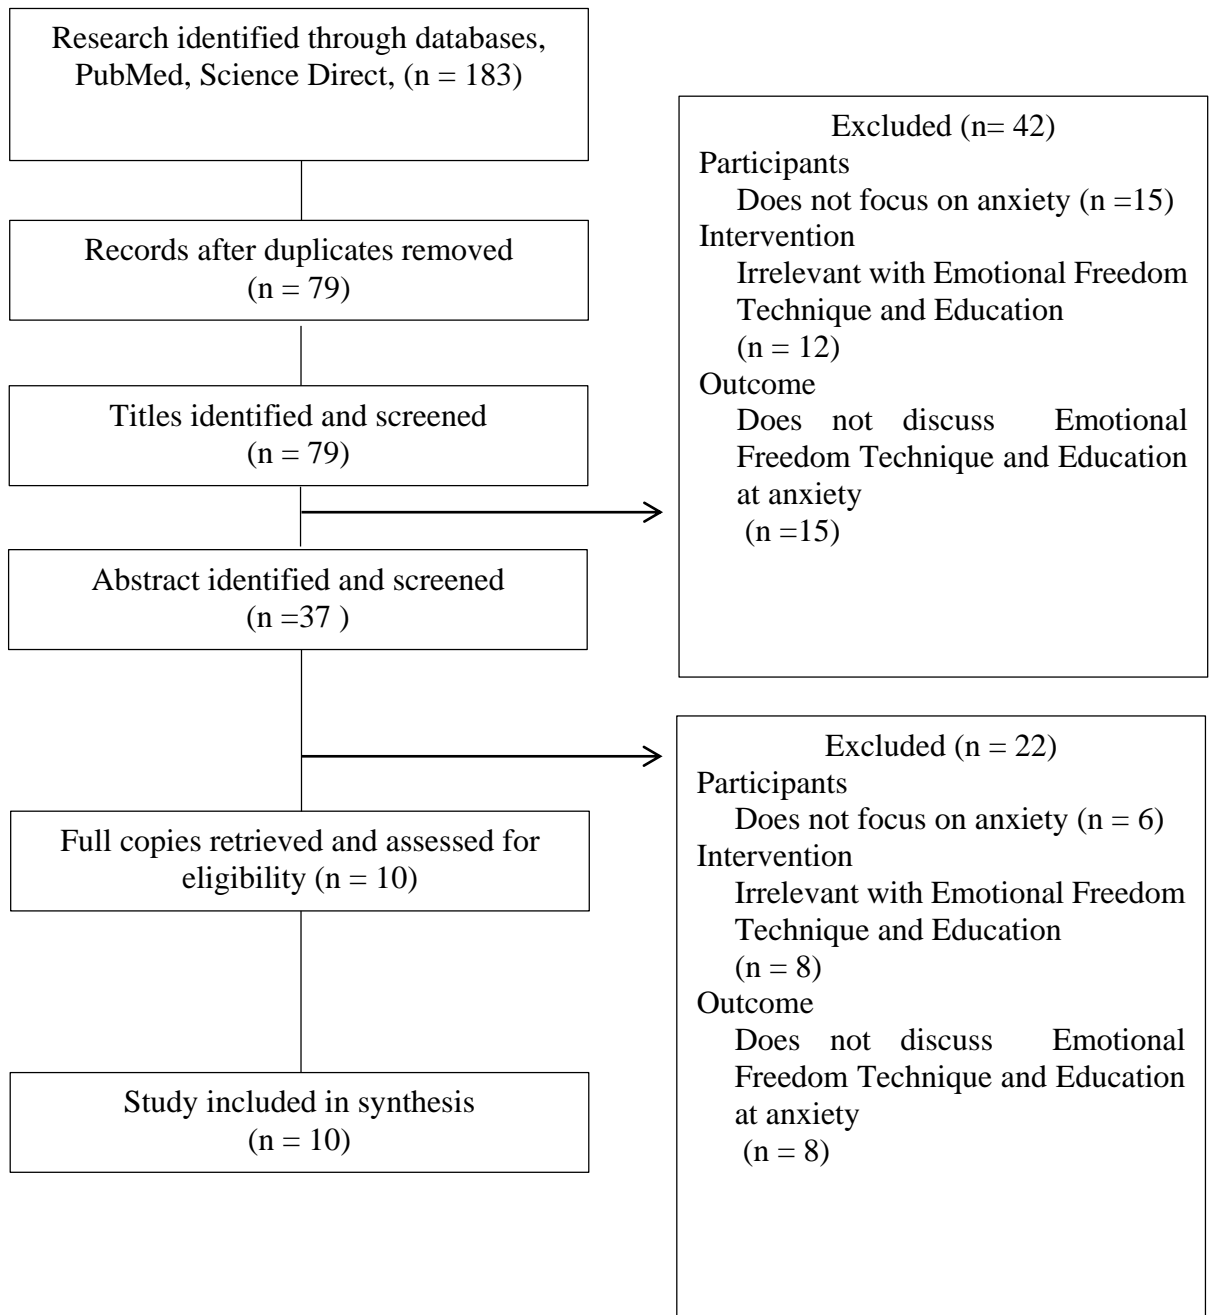 Research identified through databases,
PubMed, Science Direct, (n = 183)
Records after duplicates removed
(n = 79)
Titles identified and screened
(n = 79)
Excluded (n= 42)
Participants
Does not focus on anxiety (n =15)
Intervention
Irrelevant with Emotional Freedom
Technique and Education
(n = 12)
Outcome
Does not discuss Emotional
Freedom Technique and Education
at anxiety
(n =15)
Abstract identified and screened
(n =37 )
Excluded (n = 22)
Participants
Does not focus on anxiety (n = 6)
Intervention
Irrelevant with Emotional Freedom
Technique and Education
(n = 8)
Outcome
Does not discuss Emotional
Freedom Technique and Education
at anxiety
(n = 8)
Full copies retrieved and assessed for
eligibility (n = 10)
Study included in synthesis
(n = 10)